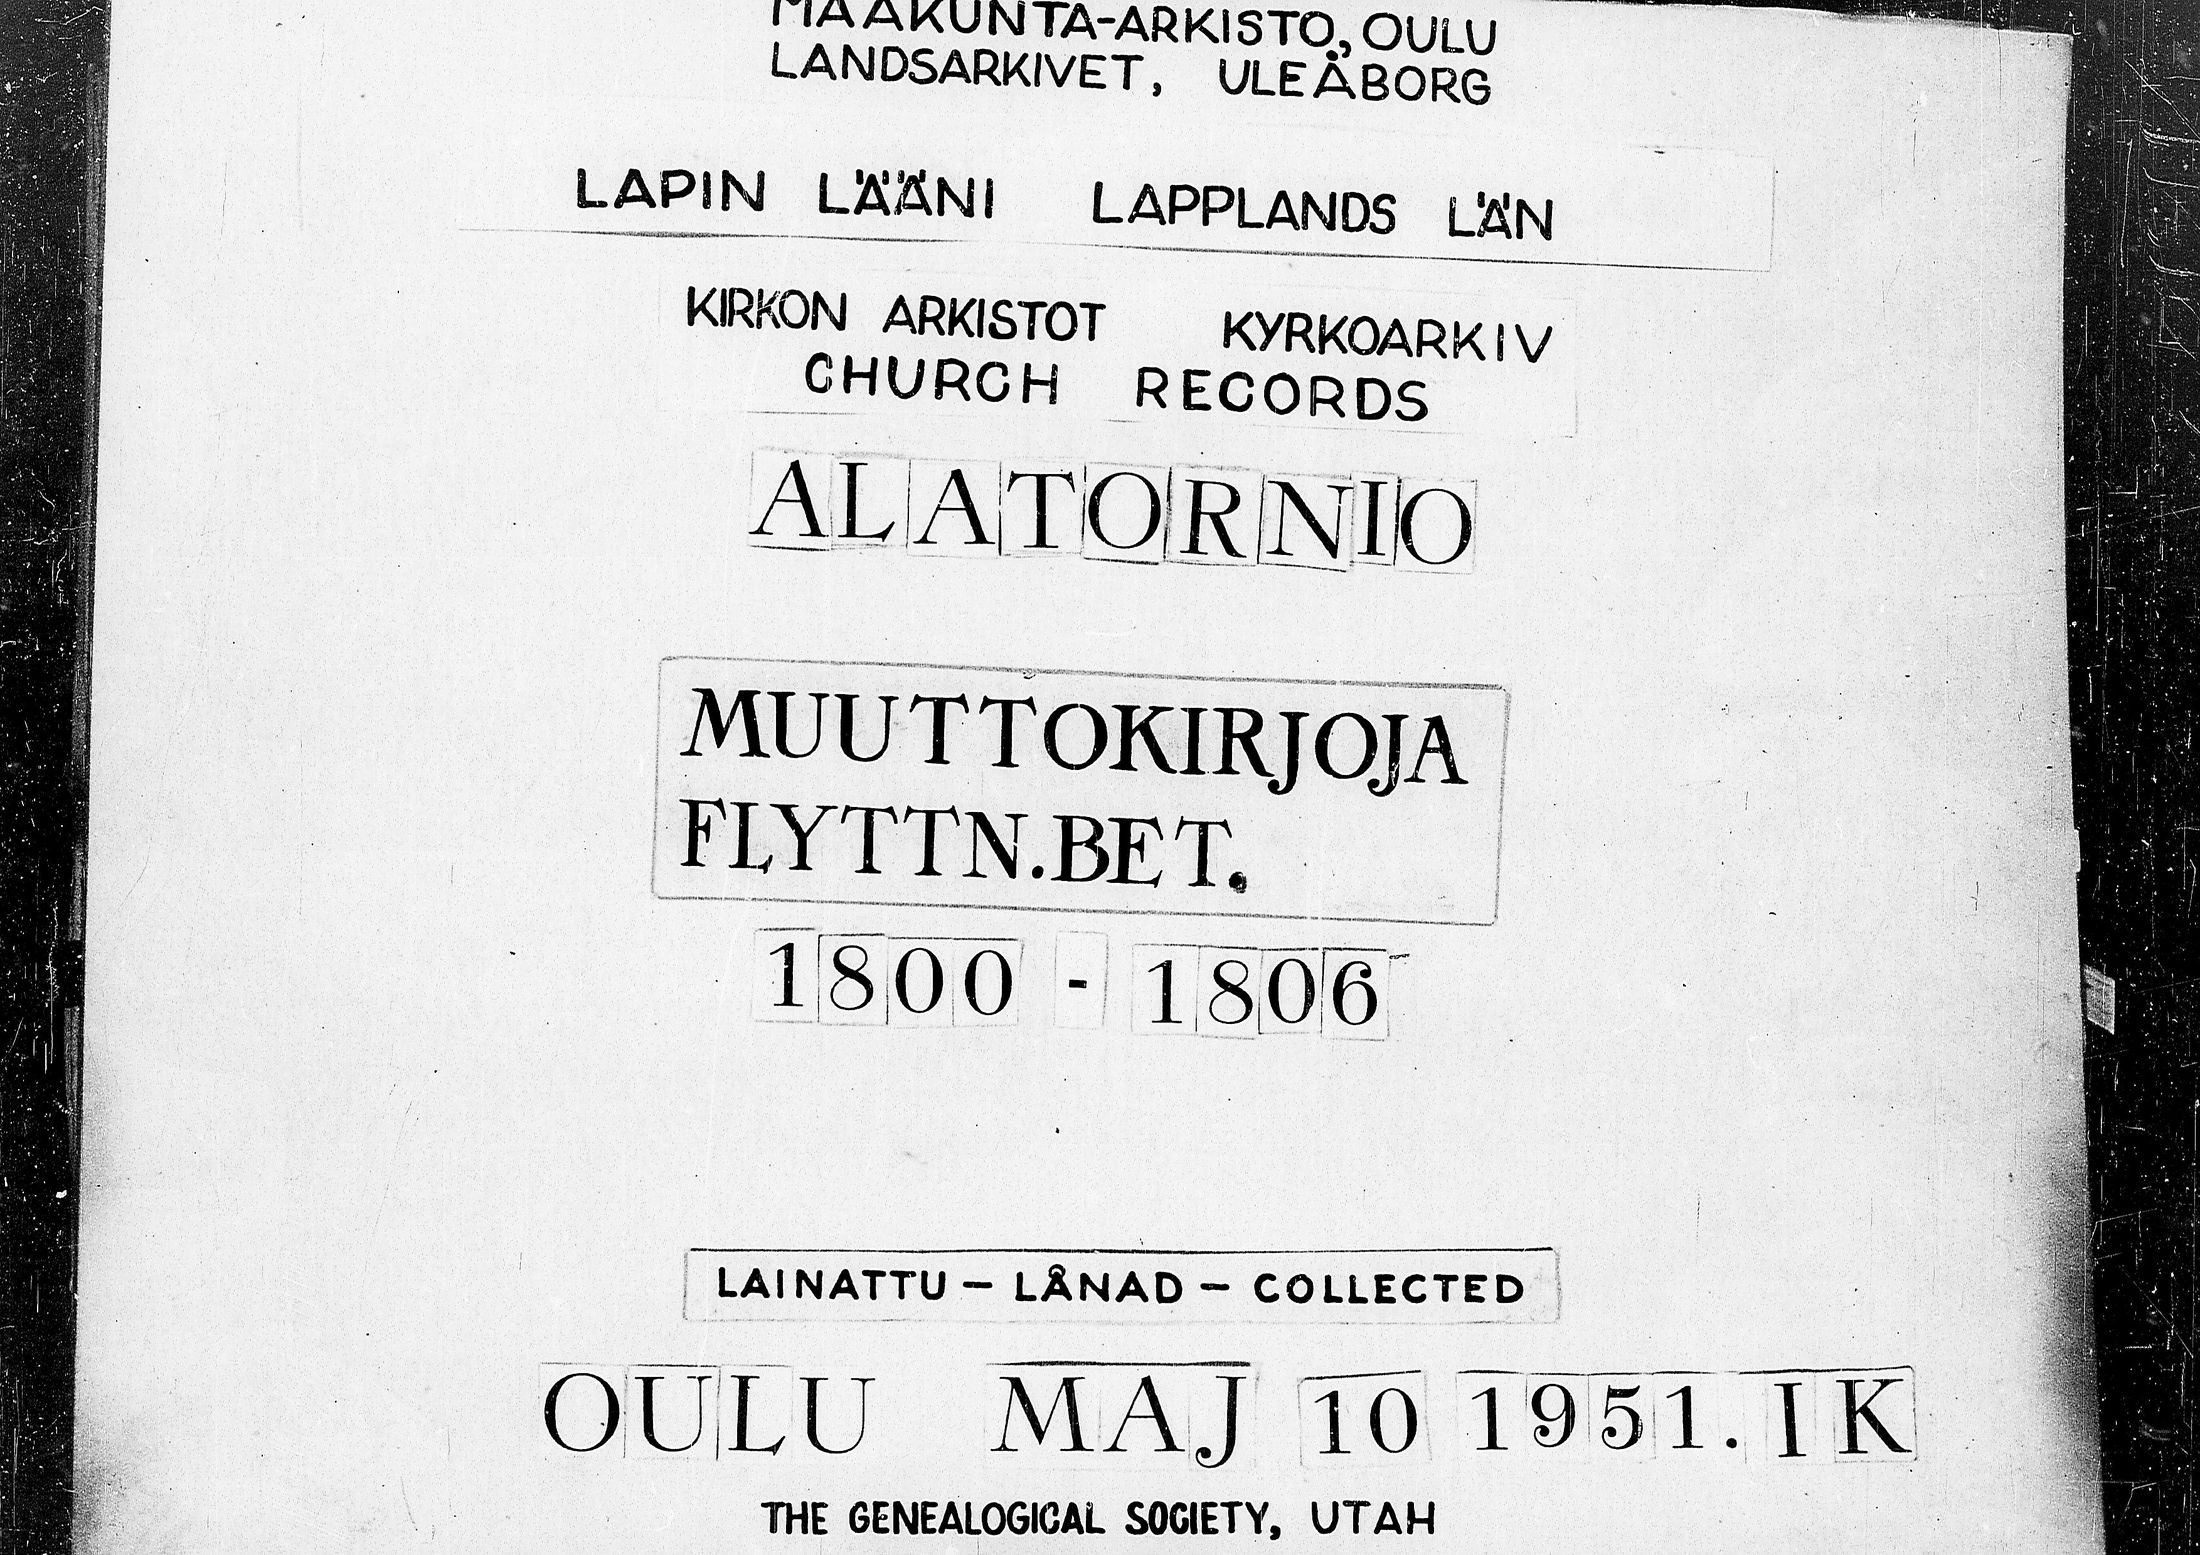 MAAKUNTA-ARKISTO, OULU
LANDSARKIVET, ULEÅBORG
LAPIN LÄÄNI LAPPLANDS LÄN
KIRKON ARKISTOT KYRKOARKIV
CHURCH RECORDS
ALATORNIO
MUUTTOKIRJOJA
FLYTTN.BET.
1800 - 1806
LAINATTU - LÅNAD - COLLECTED
OULU MAJ 10 1951. IK
THE GENEALOGICAL SOCIETY, UTAH